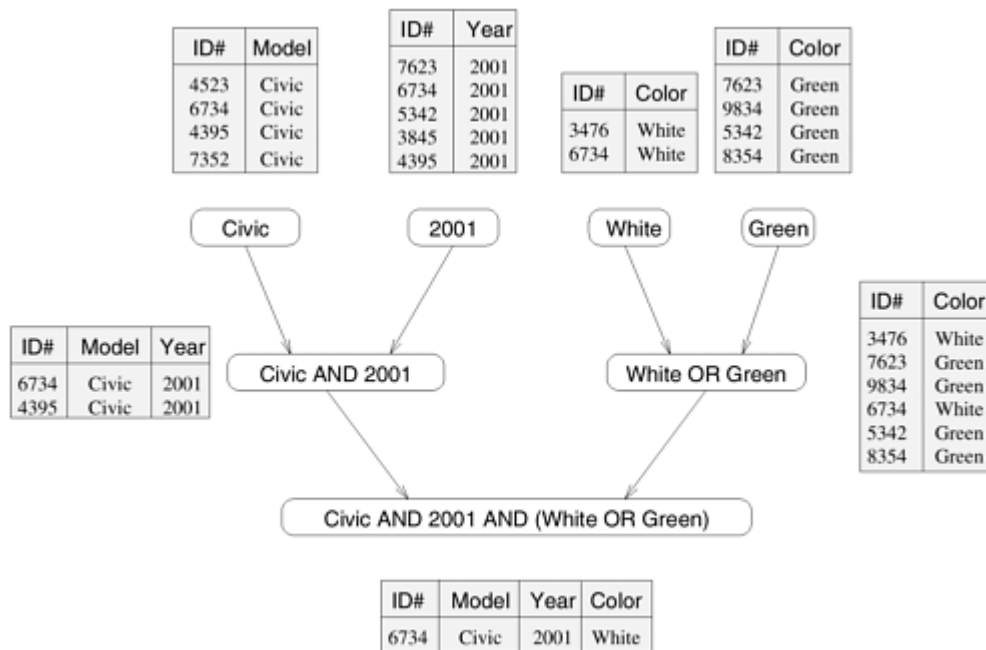 ID# Model
4523 Civic
6734 Civic
4395 Civic
7352 Civic
ID# Year
7623 2001
6734 2001
5342 2001
3845 2001
4395 2001
ID# Color
3476 White
6734 White
ID# Color
7623 Green
9834 Green
5342 Green
8354 Green
Civic
2001
White
Green
ID# Model Year
6734 Civic 2001
4395 Civic 2001
Civic AND 2001
White OR Green
ID# Color
3476 White
7623 Green
9834 Green
6734 White
5342 Green
8354 Green
Civic AND 2001 AND (White OR Green)
ID# Model Year Color
6734 Civic 2001 White